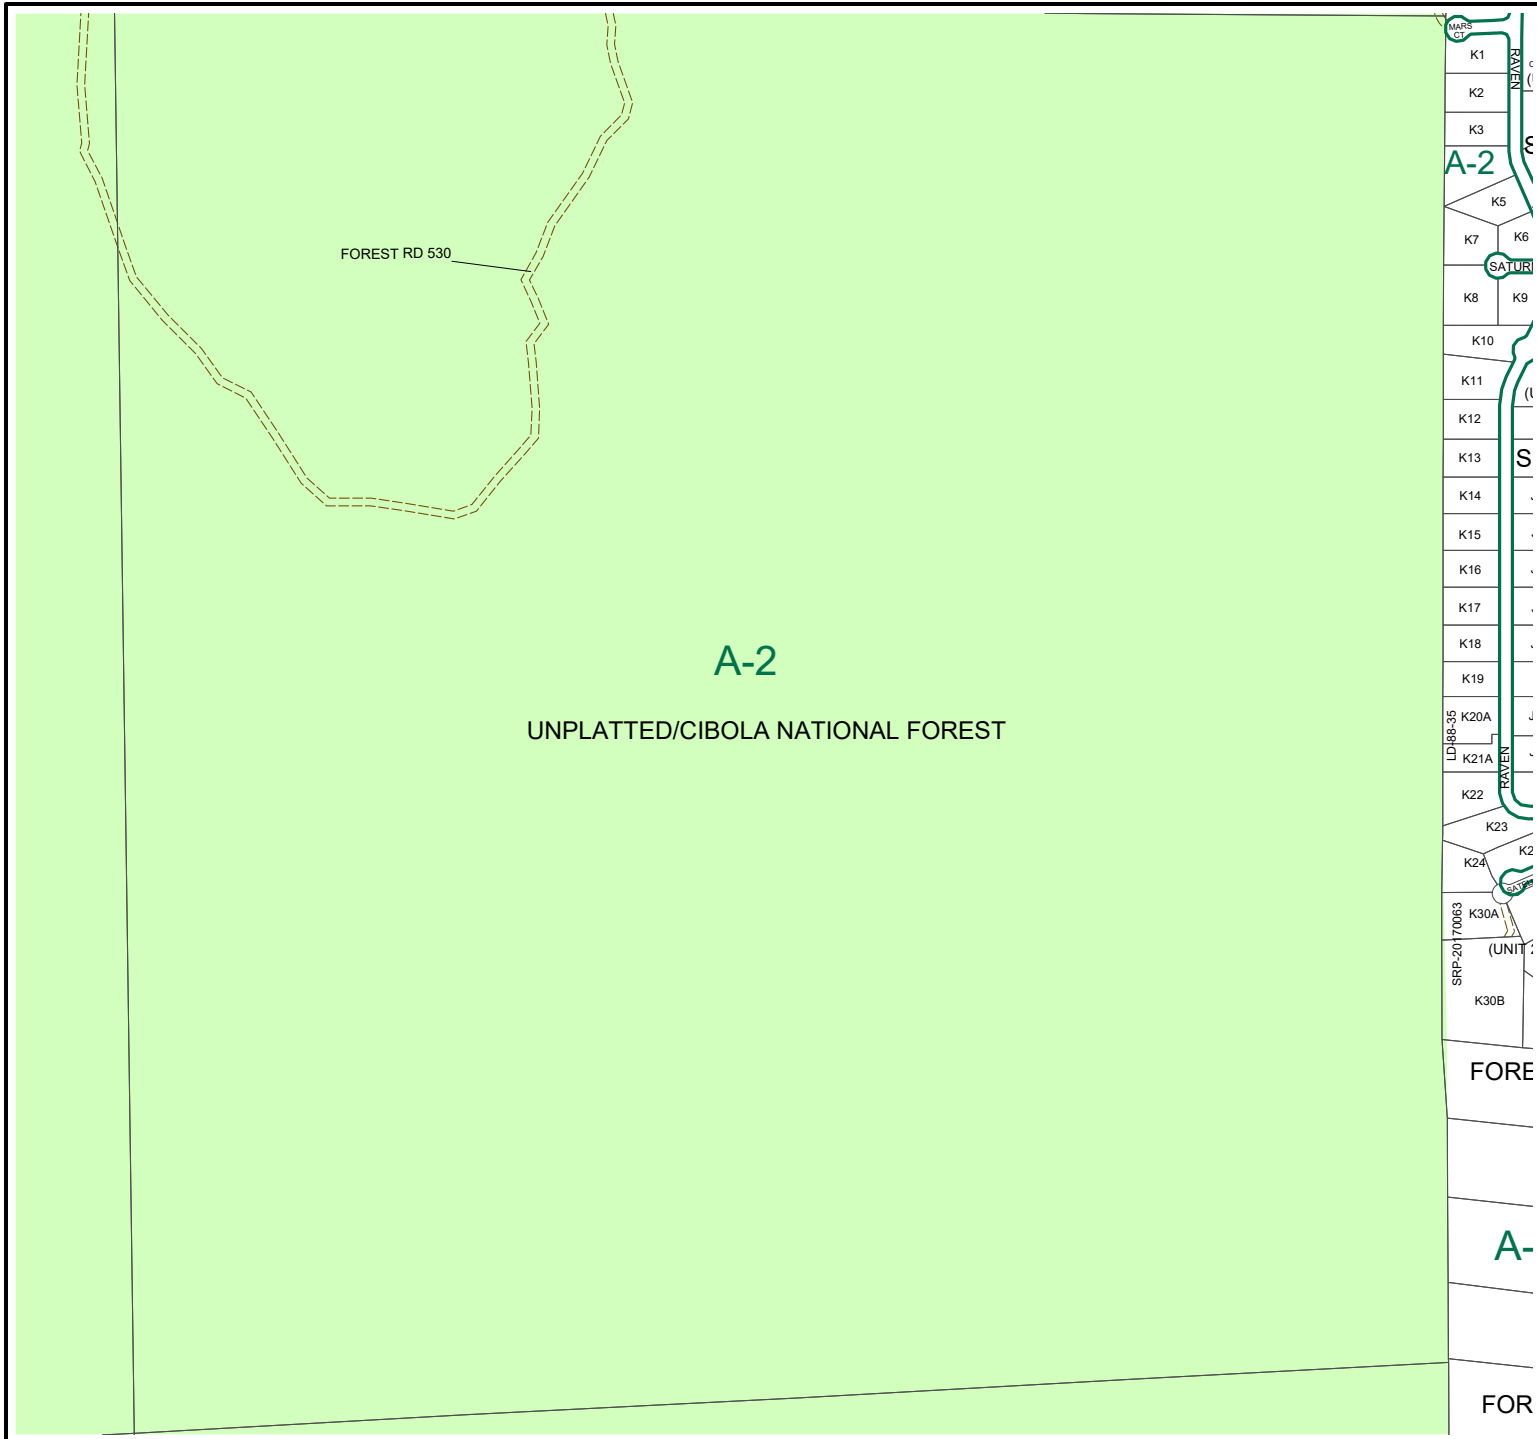 MARS
CT
K1
RAVEN
K2
K3
A-2
K5
K7
K6
FOREST RD 530
K8
K9
K10
K11
K12
K13
K14
K15
K16
K17
K18
K19
A-2
UNPLATTED/CIBOLA NATIONAL FOREST
LD-88-35
K20A
K21A
RAVEN
K22
K23
K24
K30A
SRP-20170063
(UNIT 2
K30B